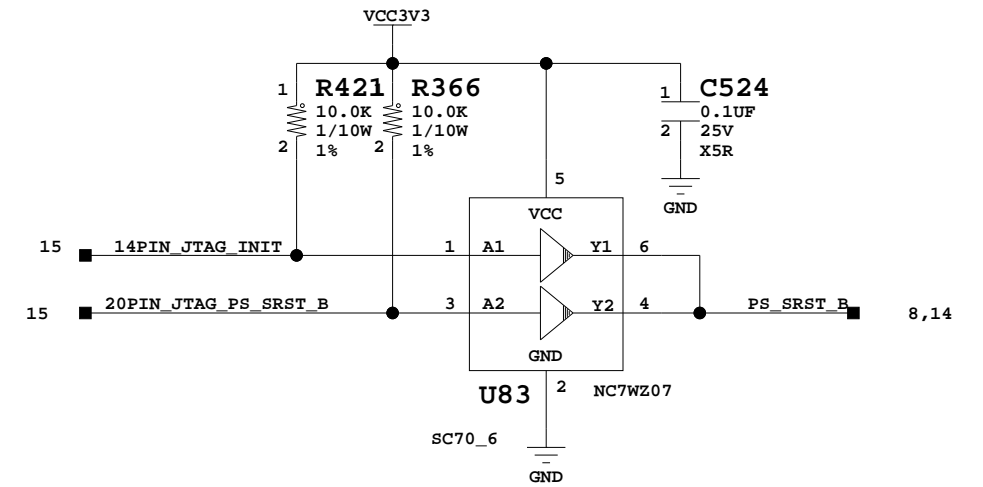 VCC3V3
1 R421 R366 1 C524
10.0K 10.0K 0.1UF
1/10W 1/10W 2 25V
2 1% 2 1% X5R
5
GND
VCC
15 14PIN_JTAG_INIT 1 A1 Y1 6
15 20PIN_JTAG_PS_SRST_B 3 A2 Y2 4 PS_SRST_B 8,14
GND
2
U83 NC7WZ07
SC70_6
GND